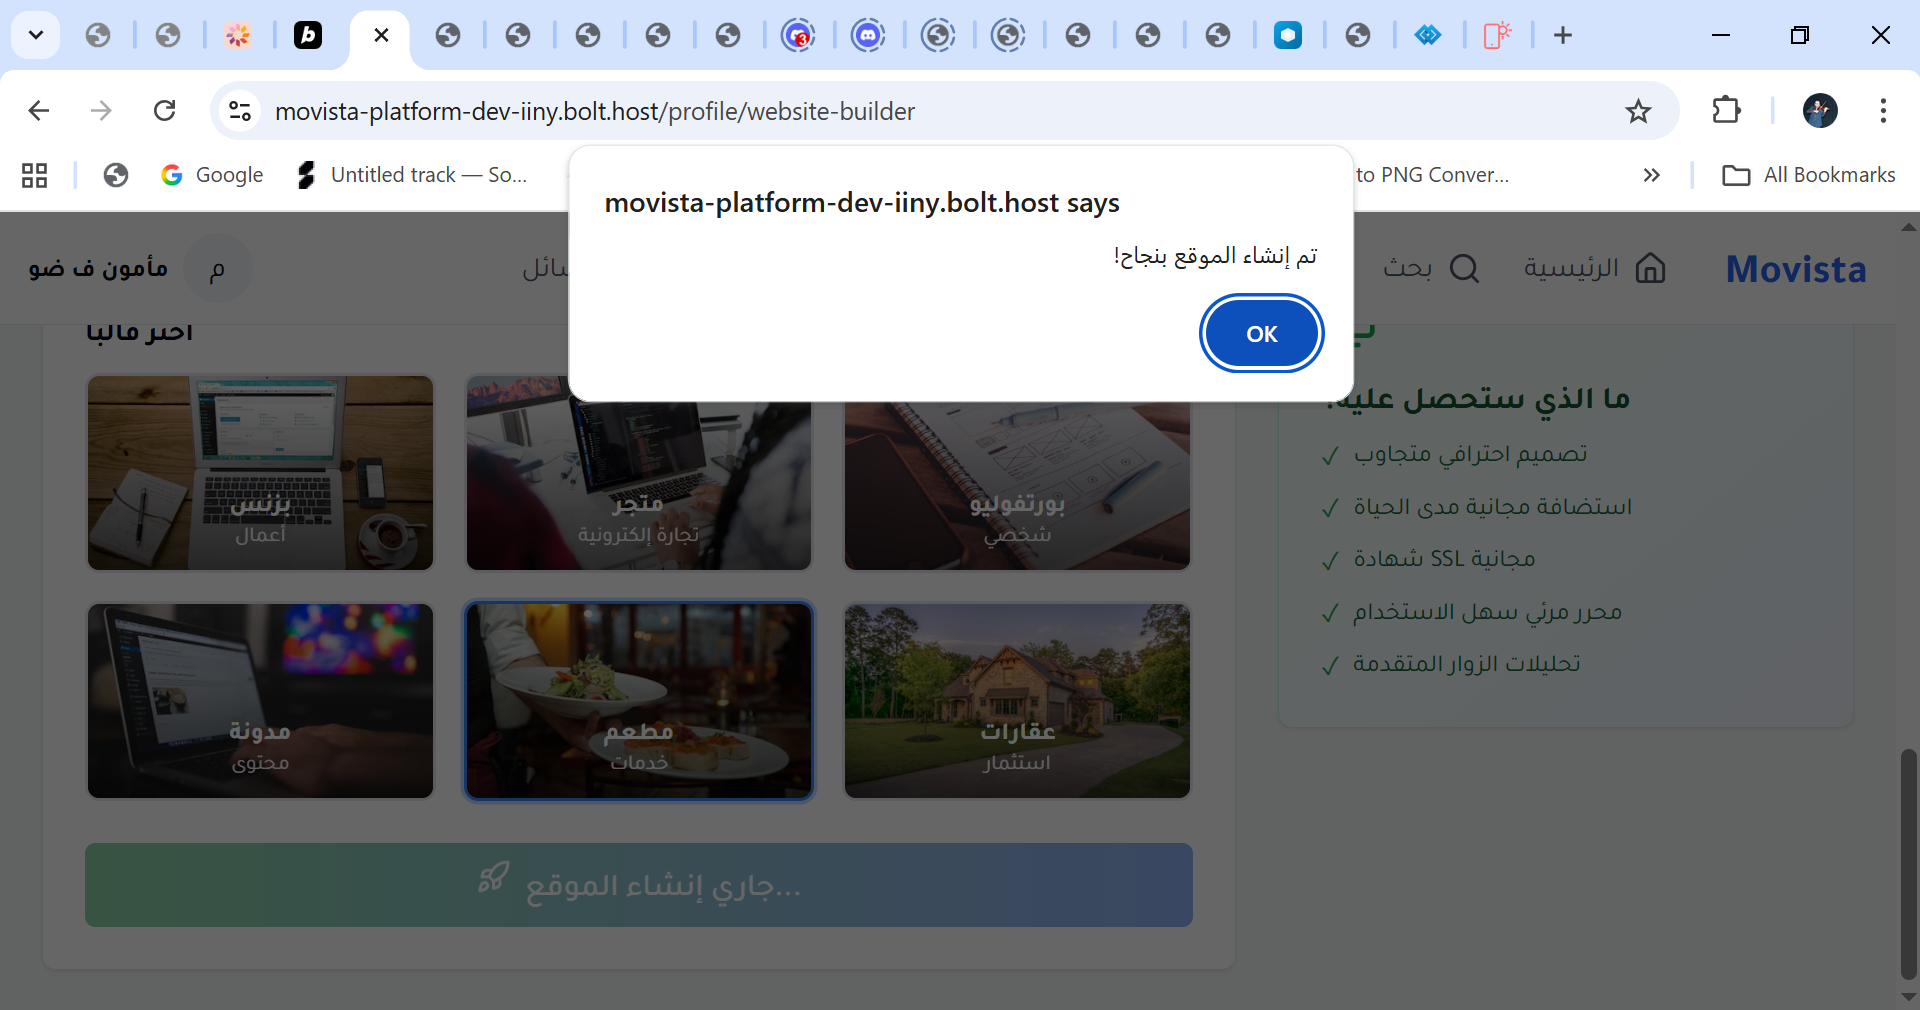 3
movista-platform-dev-iiny.bolt.host/profile/website-builder
Google
Untitled track — So...
to PNG Conver...
All Bookmarks
movista-platform-dev-iiny.bolt.host says
تم إنشاء الموقع بنجاح!
OK
Movista
الرئيسية
بحث
م
مأمون ف ضو
اختر قالبا
بزنس
أعمال
متجر
تجارة إلكترونية
بورتفوليو
شخصي
مدونة
محتوى
مطعم
خدمات
عقارات
استثمار
جاري إنشاء الموقع...
ما الذي ستحصل عليه؟
✓ تصميم احترافي متجاوب
✓ استضافة مجانية مدى الحياة
✓ شهادة SSL مجانية
✓ محرر مرئي سهل الاستخدام
✓ تحليلات الزوار المتقدمة